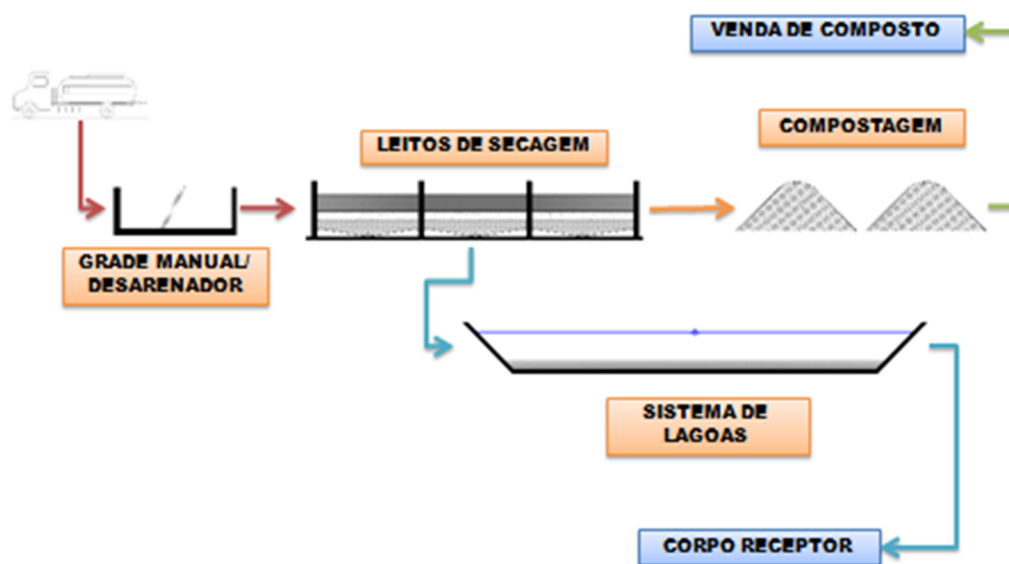 VENDA DE COMPOSTO
COMPOSTAGEM
LEITOS DE SECAGEM
GRADE MANUAL/
DESARENADOR
SISTEMA DE
LAGOAS
CORPO RECEPTOR